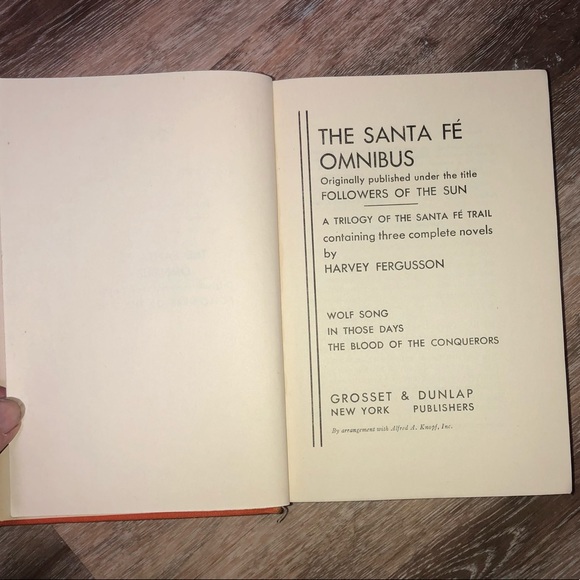 THE SANTA FÉ
OMNIBUS
Originally published under the title
FOLLOWERS OF THE SUN
A TRILOGY OF THE SANTA FÉ TRAIL
containing three complete novels
by
HARVEY FERGUSSON
WOLF SONG
IN THOSE DAYS
THE BLOOD OF THE CONQUERORS
GROSSET & DUNLAP
NEW YORK PUBLISHERS
By arrangement with Alfred A. Knopf, Inc.